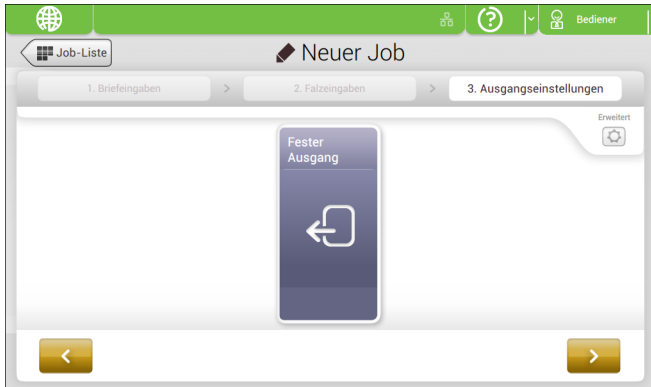 Bediener
Job-Liste
Neuer Job
1. Briefeingaben > 2. Falzeingaben > 3. Ausgangseinstellungen
Erweitert
Fester
Ausgang